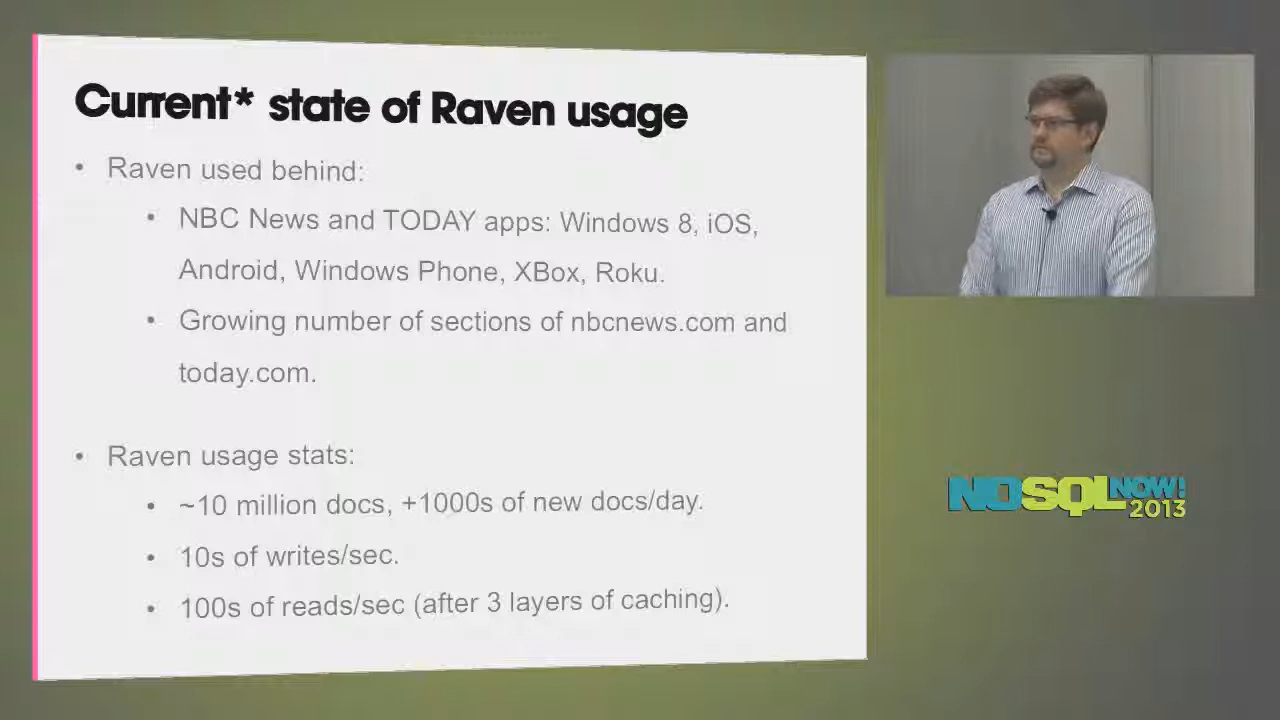 Current* state of Raven usage
• Raven used behind:
• NBC News and TODAY apps: Windows 8, iOS,
Android, Windows Phone, XBox, Roku.
• Growing number of sections of nbcnews.com and
today.com.
• Raven usage stats:
• ~10 million docs, +1000s of new docs/day.
• 10s of writes/sec.
• 100s of reads/sec (after 3 layers of caching).
NOSQL NOW!
2013